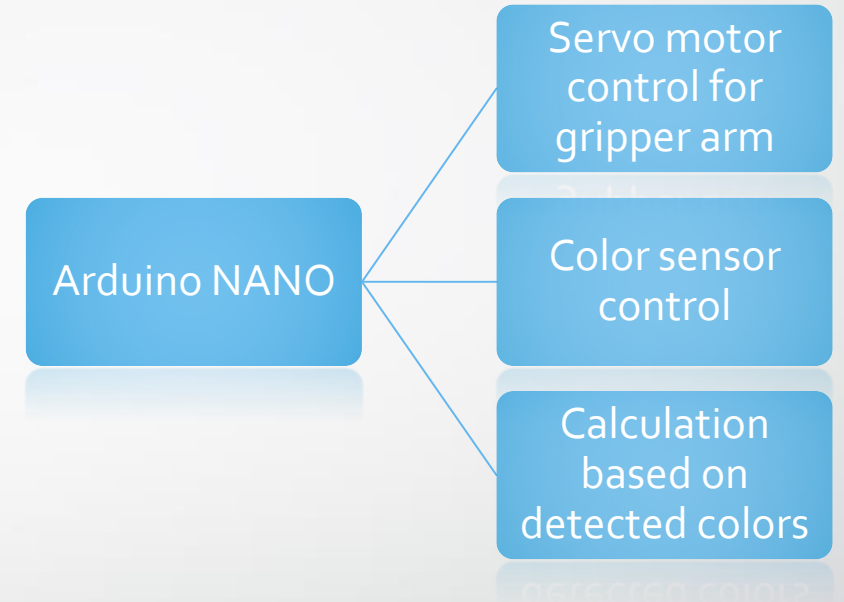 Arduino NANO
Servo motor
control for
gripper arm
Color sensor
control
Calculation
based on
detected colors